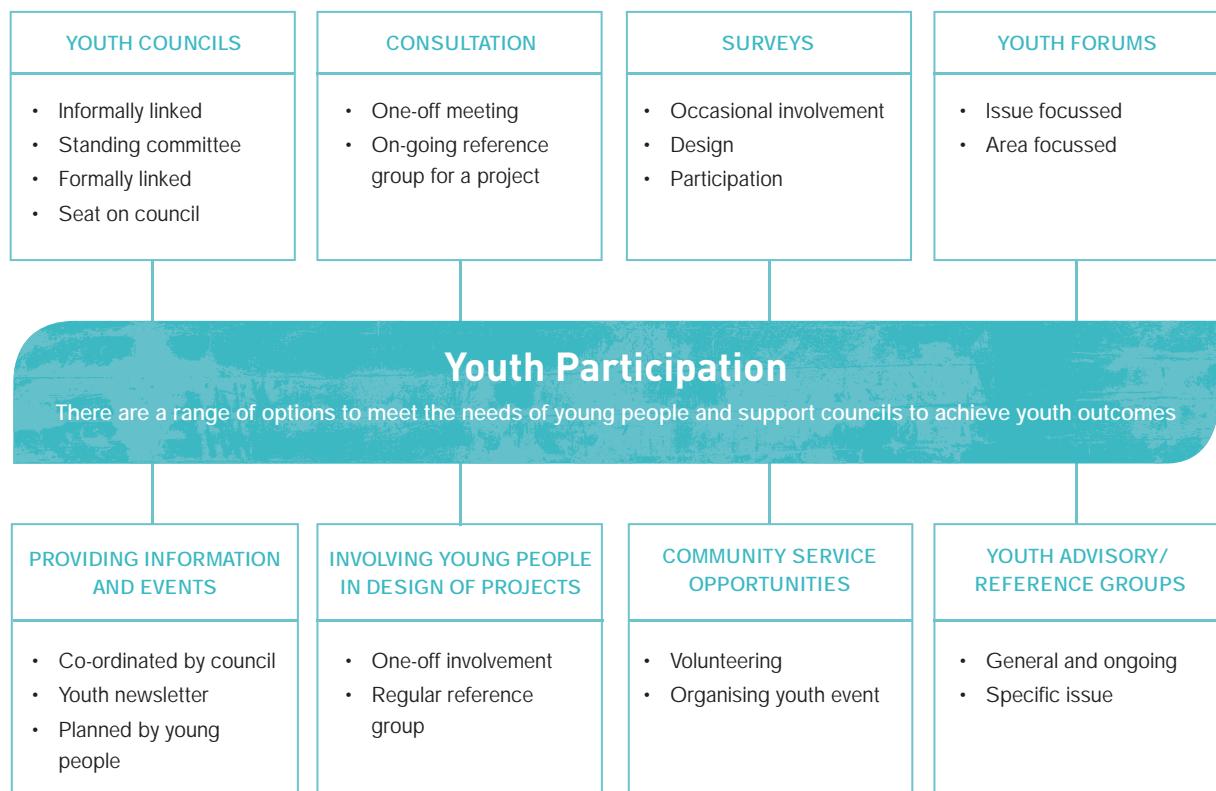 YOUTH COUNCILS
• Informally linked
• Standing committee
• Formally linked
• Seat on council
CONSULTATION
• One-off meeting
• On-going reference
group for a project
SURVEYS
• Occasional involvement
• Design
• Participation
YOUTH FORUMS
• Issue focussed
• Area focussed
Youth Participation
There are a range of options to meet the needs of young people and support councils to achieve youth outcomes
PROVIDING INFORMATION
AND EVENTS
• Co-ordinated by council
• Youth newsletter
• Planned by young
people
INVOLVING YOUNG PEOPLE
IN DESIGN OF PROJECTS
• One-off involvement
• Regular reference
group
COMMUNITY SERVICE
OPPORTUNITIES
• Volunteering
• Organising youth event
YOUTH ADVISORY/
REFERENCE GROUPS
• General and ongoing
• Specific issue